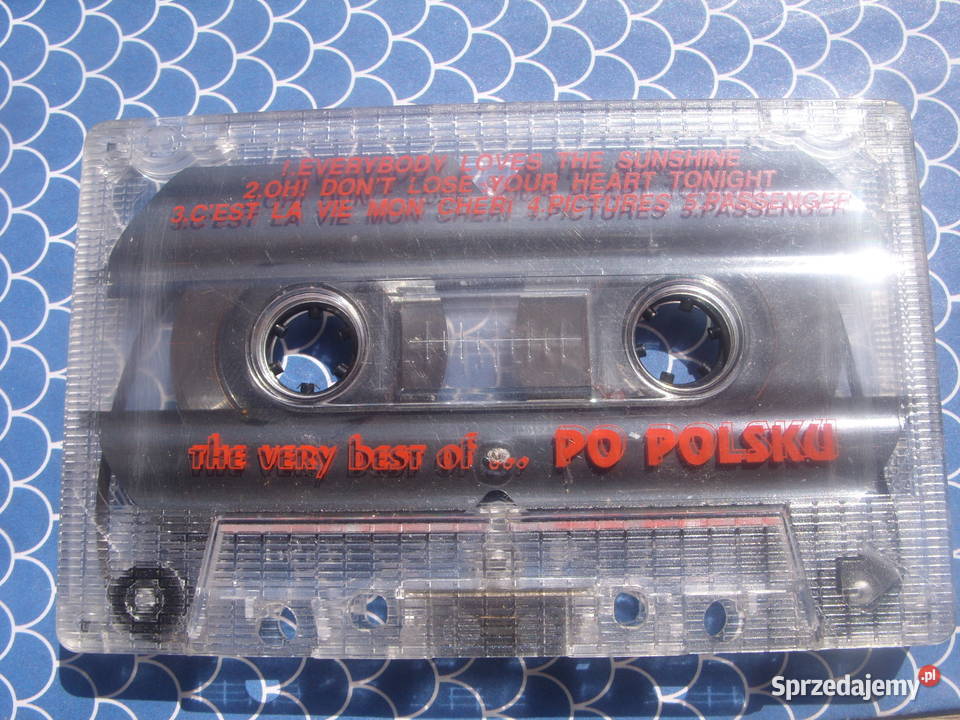 1.EVERYBODY LOVES THE SUNSHINE
2.OH! DON'T LOSE YOUR HEART TONIGHT
3.C'EST LA VIE MON CHERI 4.PICTURES 5.PASSENGER
the VERY BEST of ... PO POLSKU
Sprzedajemy.pl